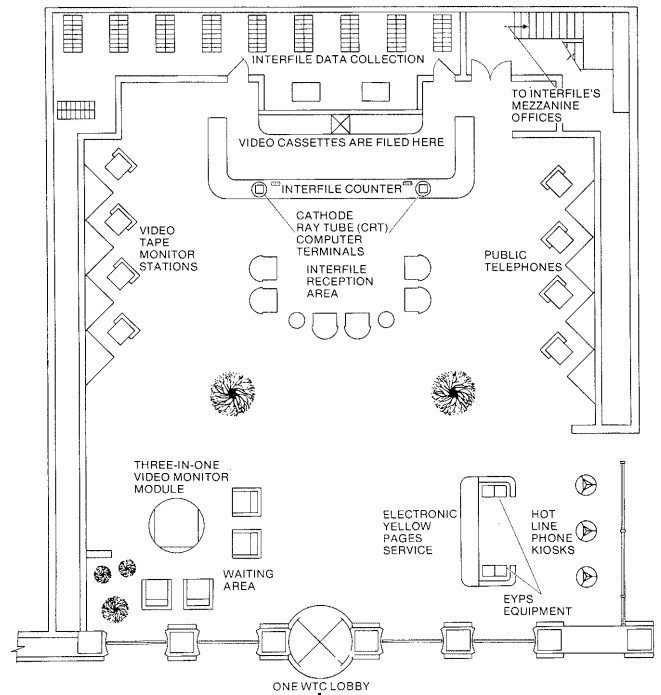 INTERFILE DATA COLLECTION
TO INTERFILE'S
MEZZANINE
OFFICES
VIDEO CASSETTES ARE FILED HERE
INTERFILE COUNTER
CATHODE
RAY TUBE (CRT)
COMPUTER
TERMINALS
VIDEO
TAPE
MONITOR
STATIONS
INTERFILE
RECEPTION
AREA
PUBLIC
TELEPHONES
THREE-IN-ONE
VIDEO MONITOR
MODULE
WAITING
AREA
ELECTRONIC
YELLOW
PAGES
SERVICE
HOT
LINE
PHONE
KIOSKS
EYPS
EQUIPMENT
ONE WTC LOBBY